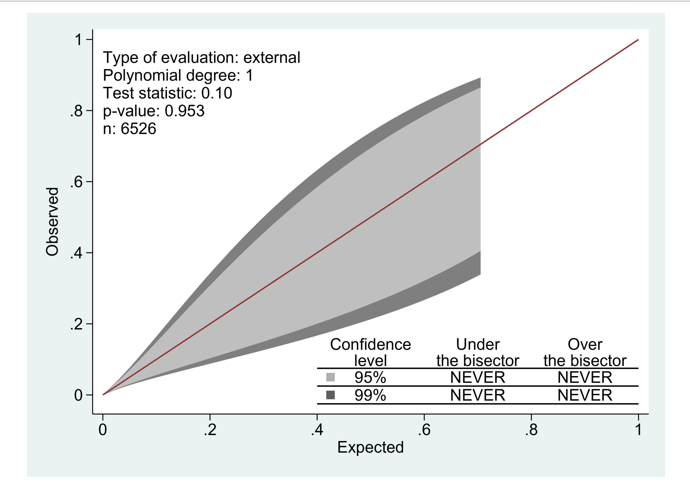 Type of evaluation: external
Polynomial degree: 1
Test statistic: 0.10
p-value: 0.953
n: 6526
1
.8
.6
.4
.2
0
Observed
Confidence level Under the bisector Over the bisector
95% NEVER NEVER
99% NEVER NEVER
0 .2 .4 .6 .8 1
Expected